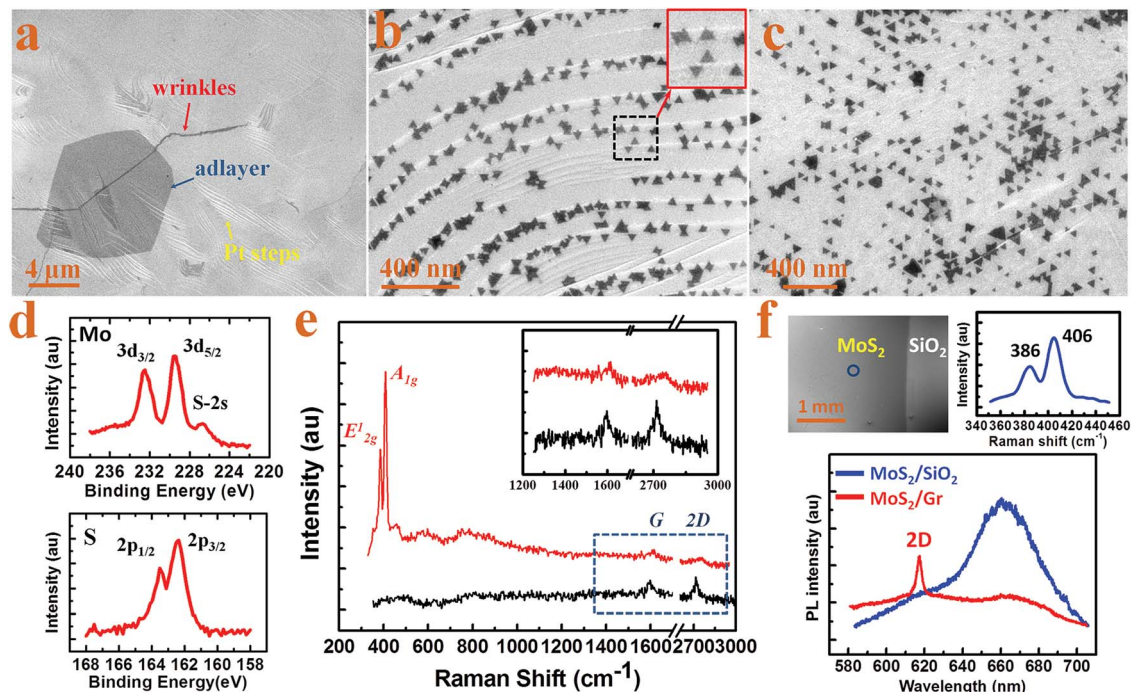 a
wrinkles
adlayer
Pt steps
4 μm
b
400 nm
c
400 nm
d
Mo
3d3/2
3d5/2
S-2s
Intensity (au)
240 236 232 228 224 220
Binding Energy (eV)
S
2p1/2
2p3/2
Intensity (au)
168 166 164 162 160 158
Binding Energy(eV)
e
A1g
E¹2g
G 2D
Intensity (au)
200 400 600 800 1000 1200 1400 1600 2700 3000
Raman Shift (cm-1)
1200 1400 1600 2700 3000
f
MoS2
SiO2
1 mm
386
406
Intensity (au)
340 360 380 400 420 440 460
Raman shift (cm-1)
MoS2/SiO2
MoS2/Gr
2D
PL intensity (au)
580 600 620 640 660 680 700
Wavelength (nm)